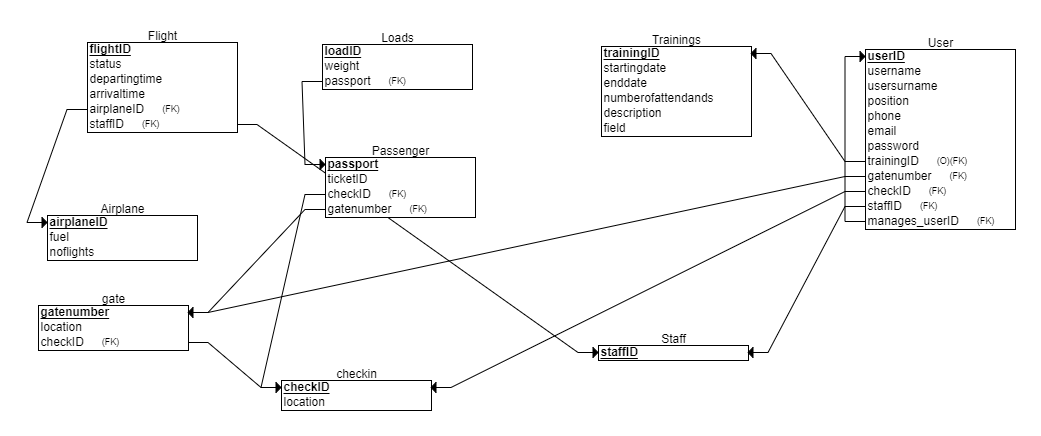 Flight
flightID
status
departingtime
arrivaltime
airplaneID (FK)
staffID (FK)
Loads
loadID
weight
passport (FK)
Trainings
trainingID
startingdate
enddate
numberofattendands
description
field
User
userID
username
usersurname
position
phone
email
password
trainingID (O)(FK)
gatenumber (FK)
checkID (FK)
staffID (FK)
manages_userID (FK)
Passenger
passport
ticketID
checkID (FK)
gatenumber (FK)
Airplane
airplaneID
fuel
noflights
gate
gatenumber
location
checkID (FK)
Staff
staffID
checkin
checkID
location